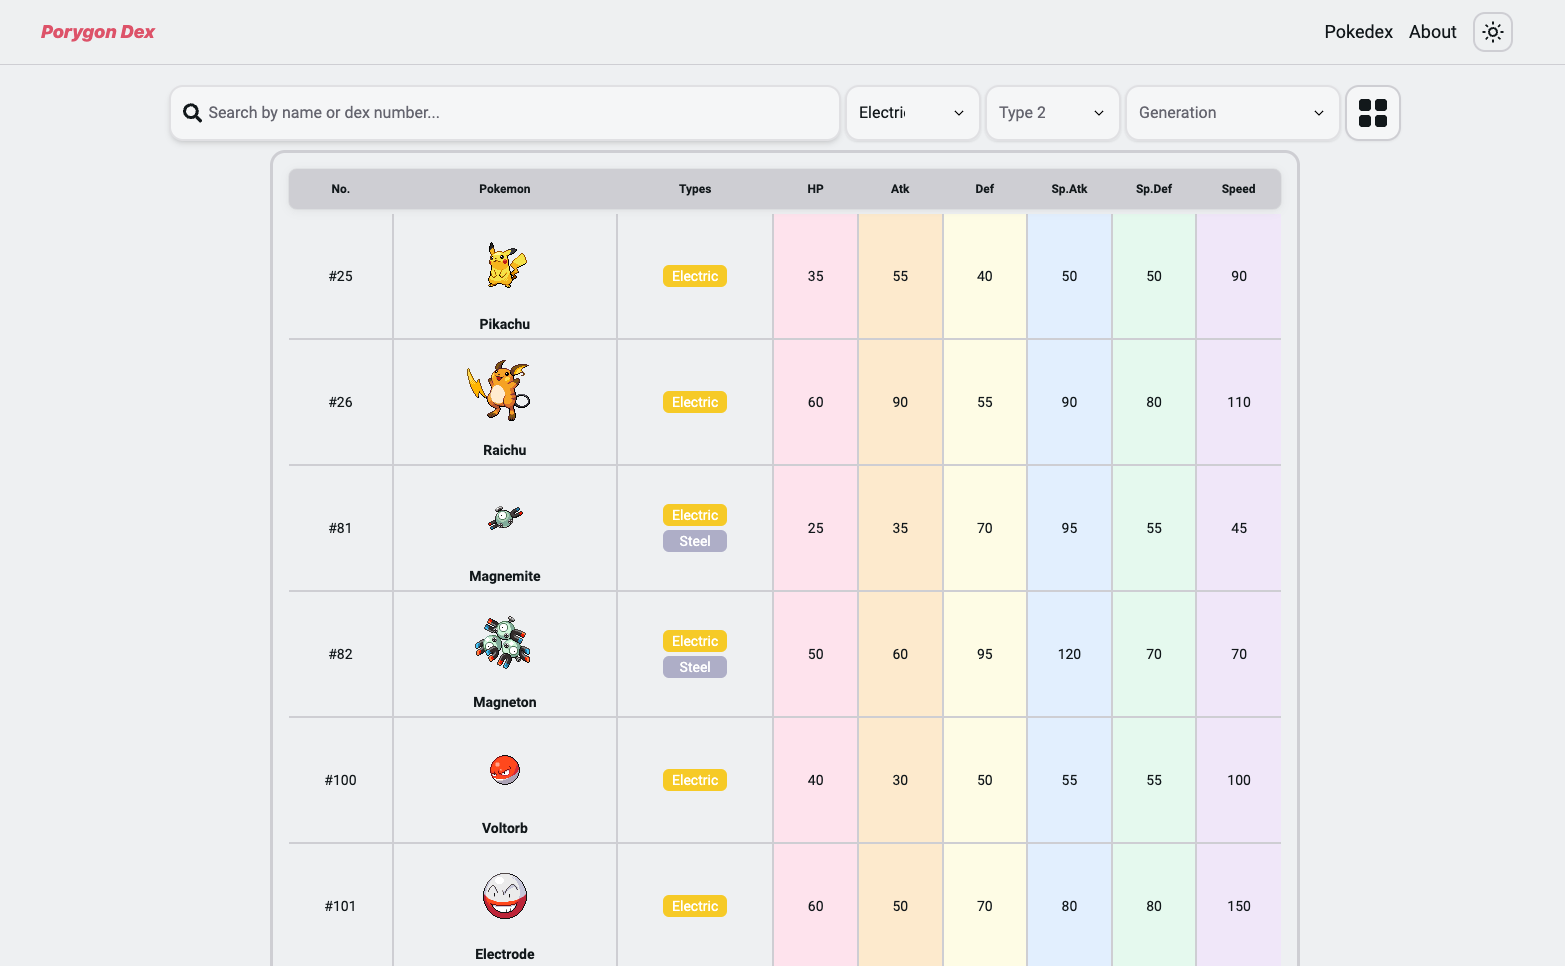 Porygon Dex Pokedex About
Search by name or dex number... Electri Type 2 Generation
No. Pokemon Types HP Atk Def Sp.Atk Sp.Def Speed
#25 Electric 35 55 40 50 50 90
Pikachu
#26 Electric 60 90 55 90 80 110
Raichu
Electric
#81 25 35 70 95 55 45
Steel
Magnemite
Electric
#82 50 60 95 120 70 70
Steel
Magneton
#100 Electric 40 30 50 55 55 100
Voltorb
#101 Electric 60 50 70 80 80 150
Electrode